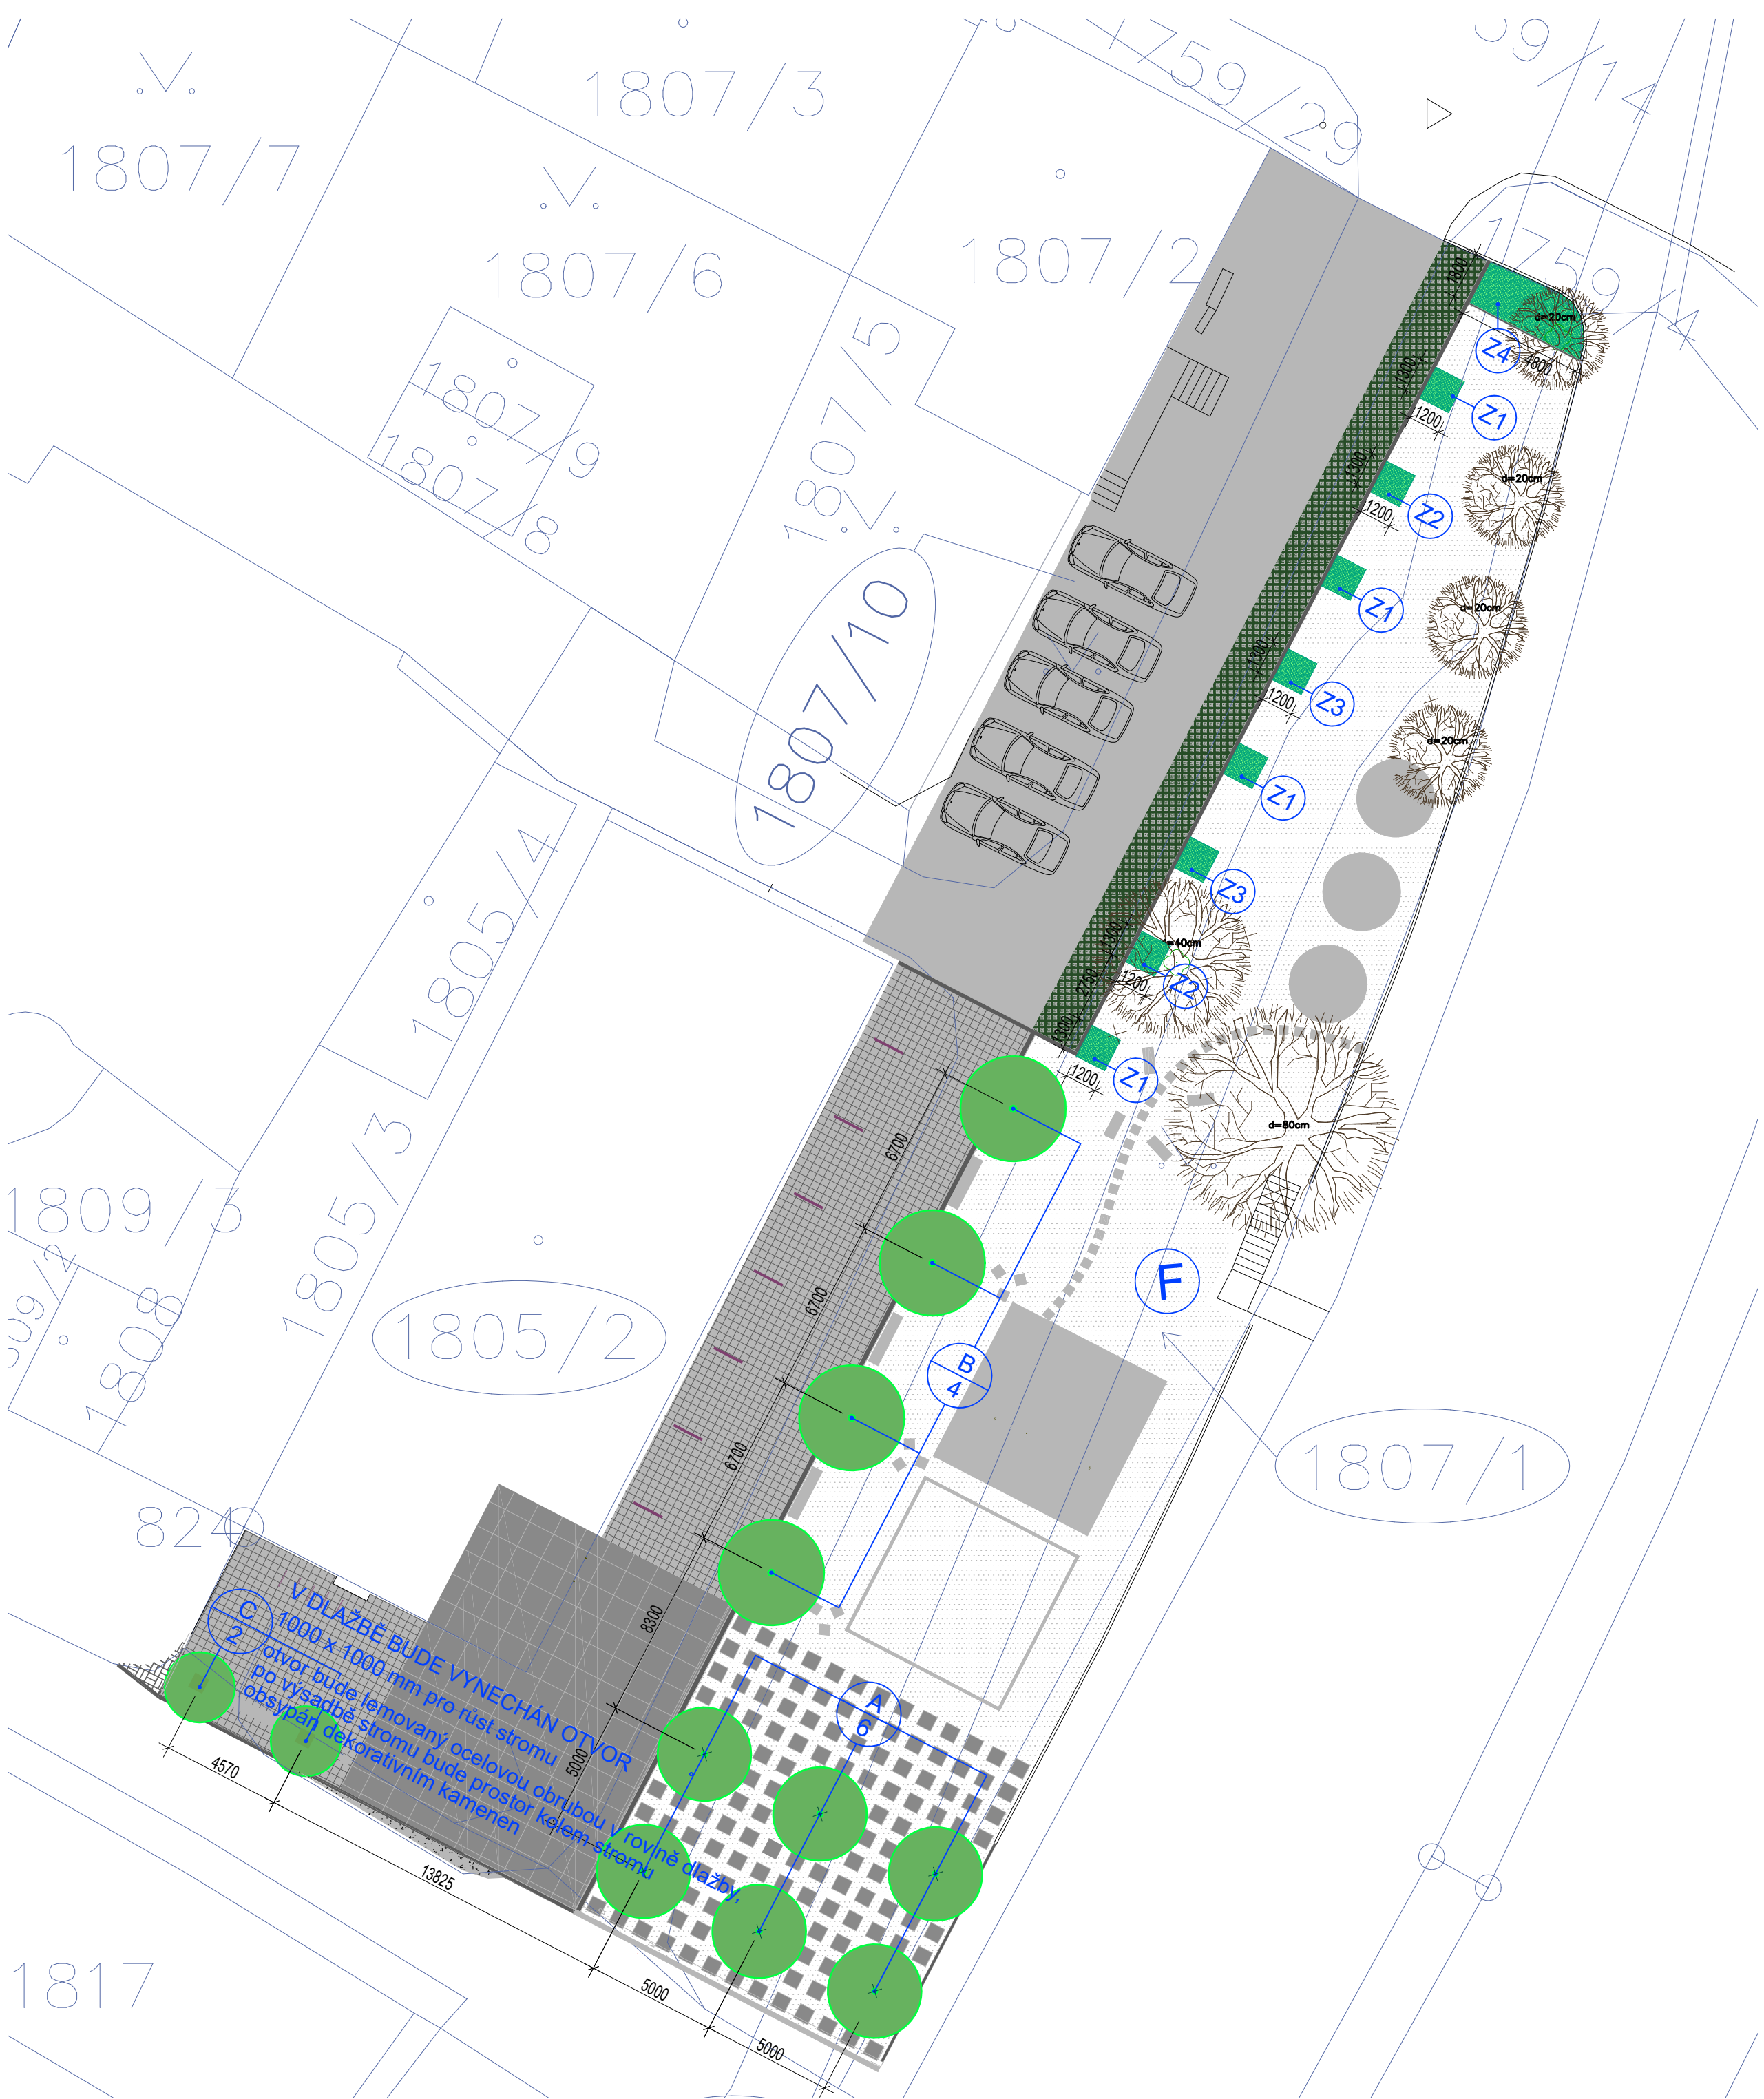 59/14
1759/29
1807/3
1807/7
1807/2
1807/6
1759
4
d=20cm
Z4
4800
1807/5
1300
1300
Z1
1200
1807/9
1807/8
1300
d=20cm
1200
Z2
1807/10
Z1
d=20cm
1300
1200
Z3
d=20cm
Z1
1805/4
Z3
1300
=40cm
2750
1200
Z2
1300
1200
Z1
d=80cm
6700
1805/3
1809/3
F
6700
1805/2
1808
B
4
6700
1807/1
824
8300
C
2
V DLAŽBĚ BUDE VYNECHÁN OTVOR
1000 x 1000 mm pro růst stromu
otvor bude lemovaný ocelovou obrubou v rovině dlažby,
po výsadbě stromu bude prostor kolem stromu
obsypán dekorativním kamenen
A
6
5000
4570
13825
5000
5000
1817